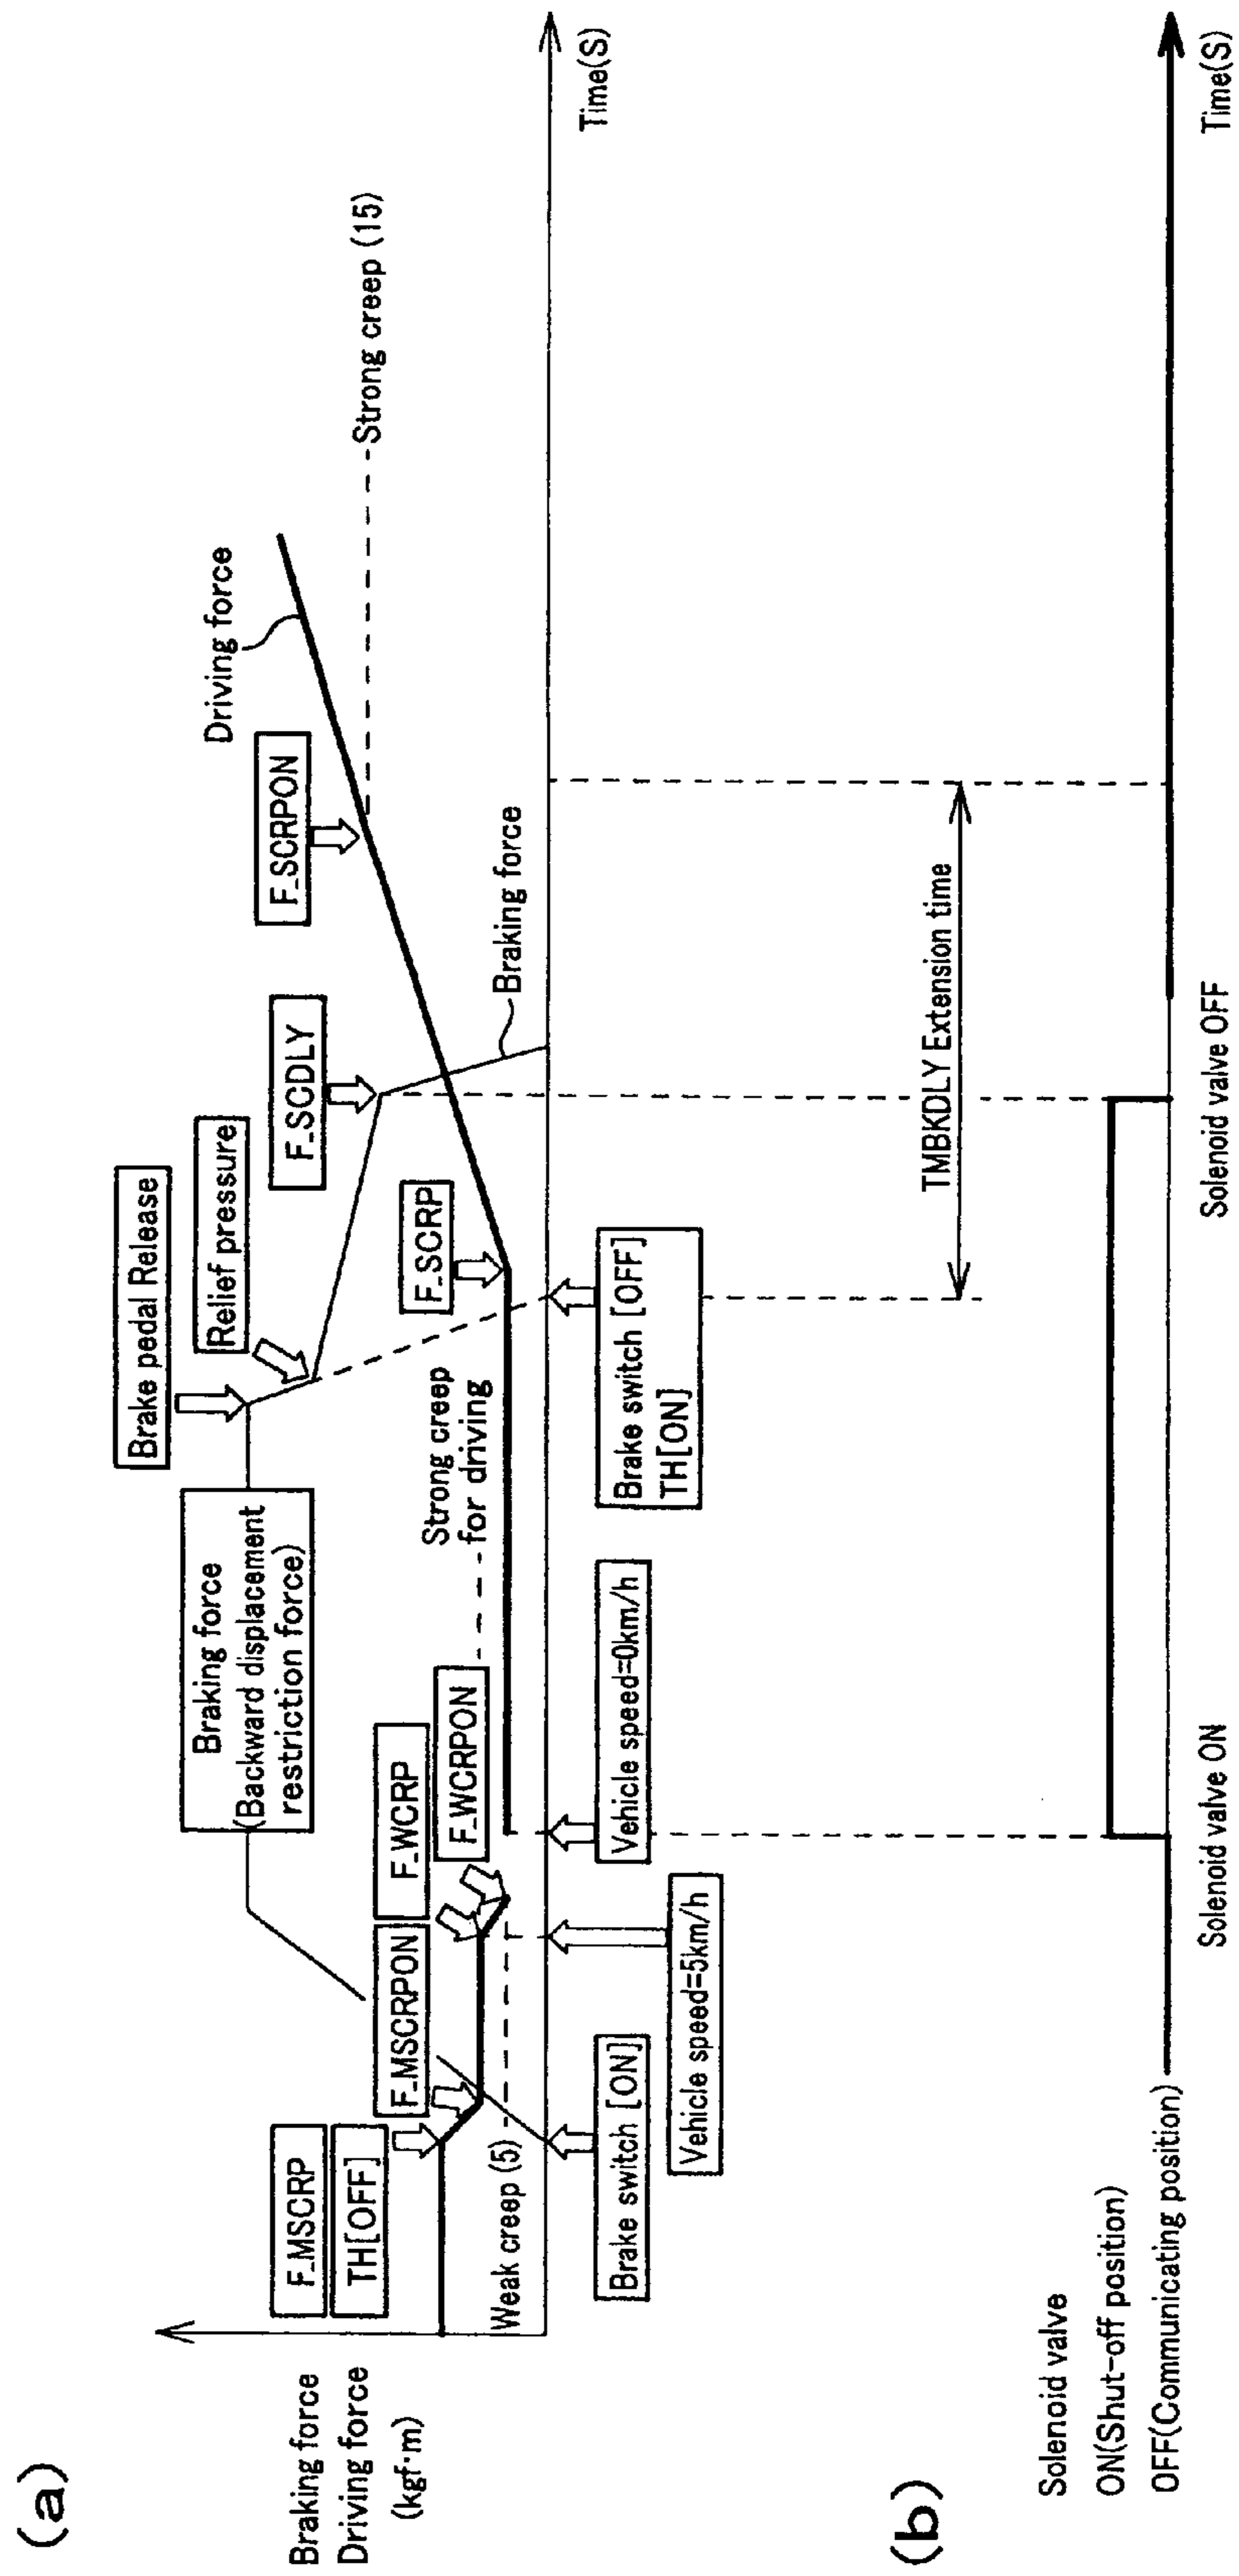 (a)
Braking force
Driving force
(kgf·m)
F_MSCRP
TH[OFF]
Weak creep (5)
F_MSCRPON
F_WCRP
F_WCRPON
Braking force
(Backward displacement
restriction force)
Strong creep
for driving
Brake pedal Release
Relief pressure
F_SCRP
F_SCDLY
Braking force
F_SCRPON
Driving force
Strong creep (15)
Time(S)
Brake switch [ON]
Vehicle speed=5km/h
Vehicle speed=0km/h
Brake switch [OFF]
TH[ON]
TMBKDLY Extension time
(b)
Solenoid valve
ON(Shut-off position)
OFF(Communicating position)
Solenoid valve ON
Solenoid valve OFF
Time(S)